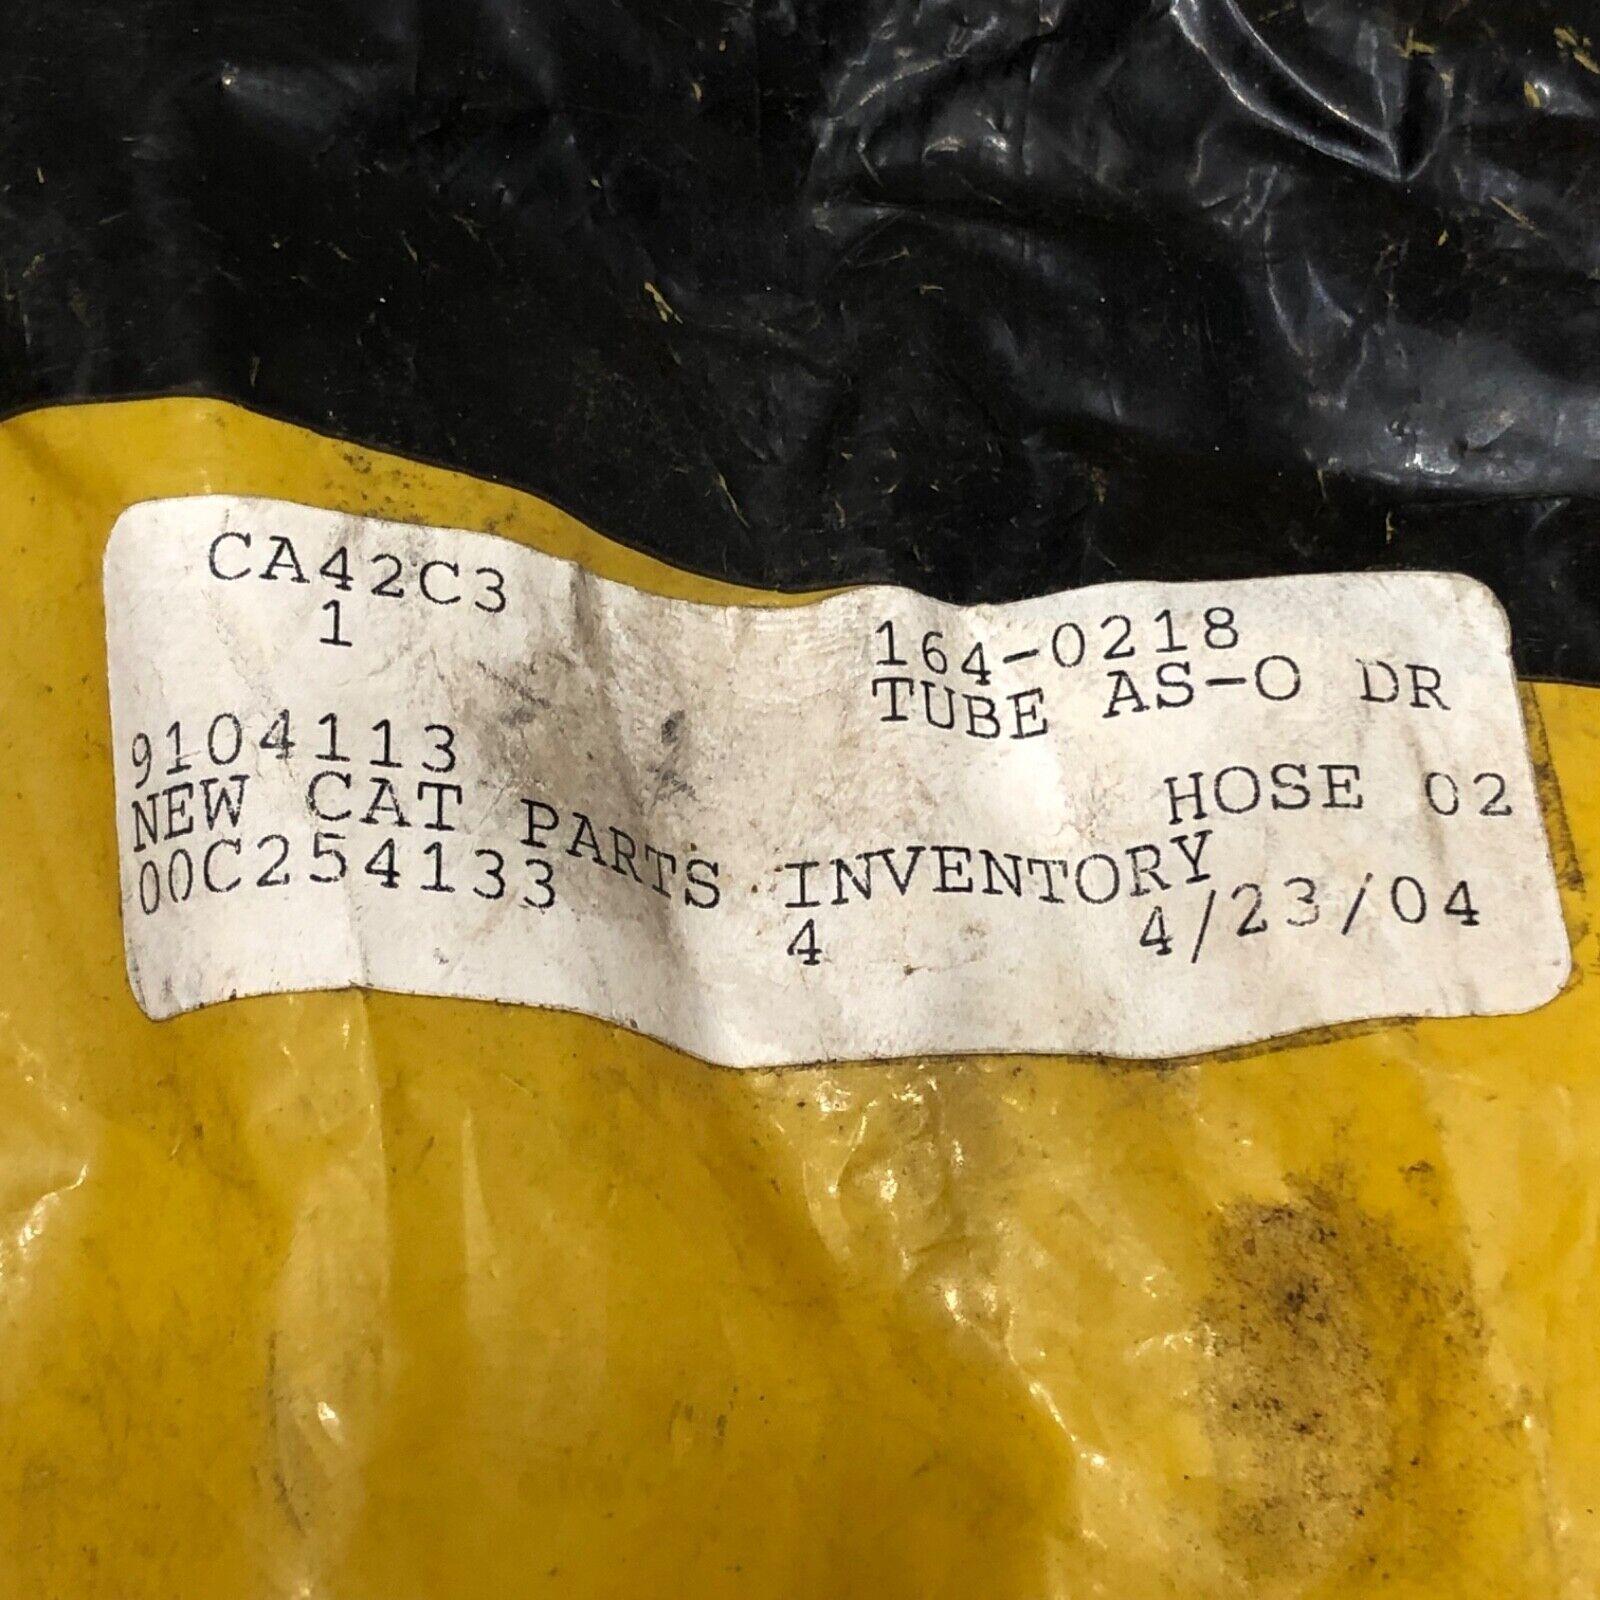 CA42C3
1 164-0218
TUBE AS-O DR
9104113 HOSE 02
NEW CAT PARTS INVENTORY
00C254133 4 4/23/04